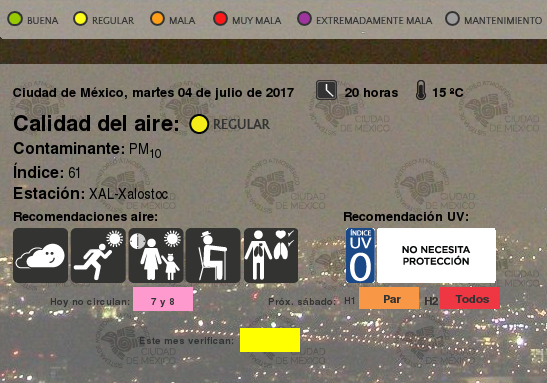 BUENA REGULAR MALA MUY MALA EXTREMADAMENTE MALA MANTENIMIENTO
Ciudad de México, martes 04 de julio de 2017 20 horas 15 ºC
Calidad del aire: REGULAR
Contaminante: PM10
Índice: 61
Estación: XAL-Xalostoc
Recomendaciones aire: Recomendación UV:
ÍNDICE
UV
0
NO NECESITA
PROTECCIÓN
Hoy no circulan: 7 y 8 Próx. sábado: H1 Par H2 Todos
Este mes verifican:
CIUDAD
DE MÉXICO